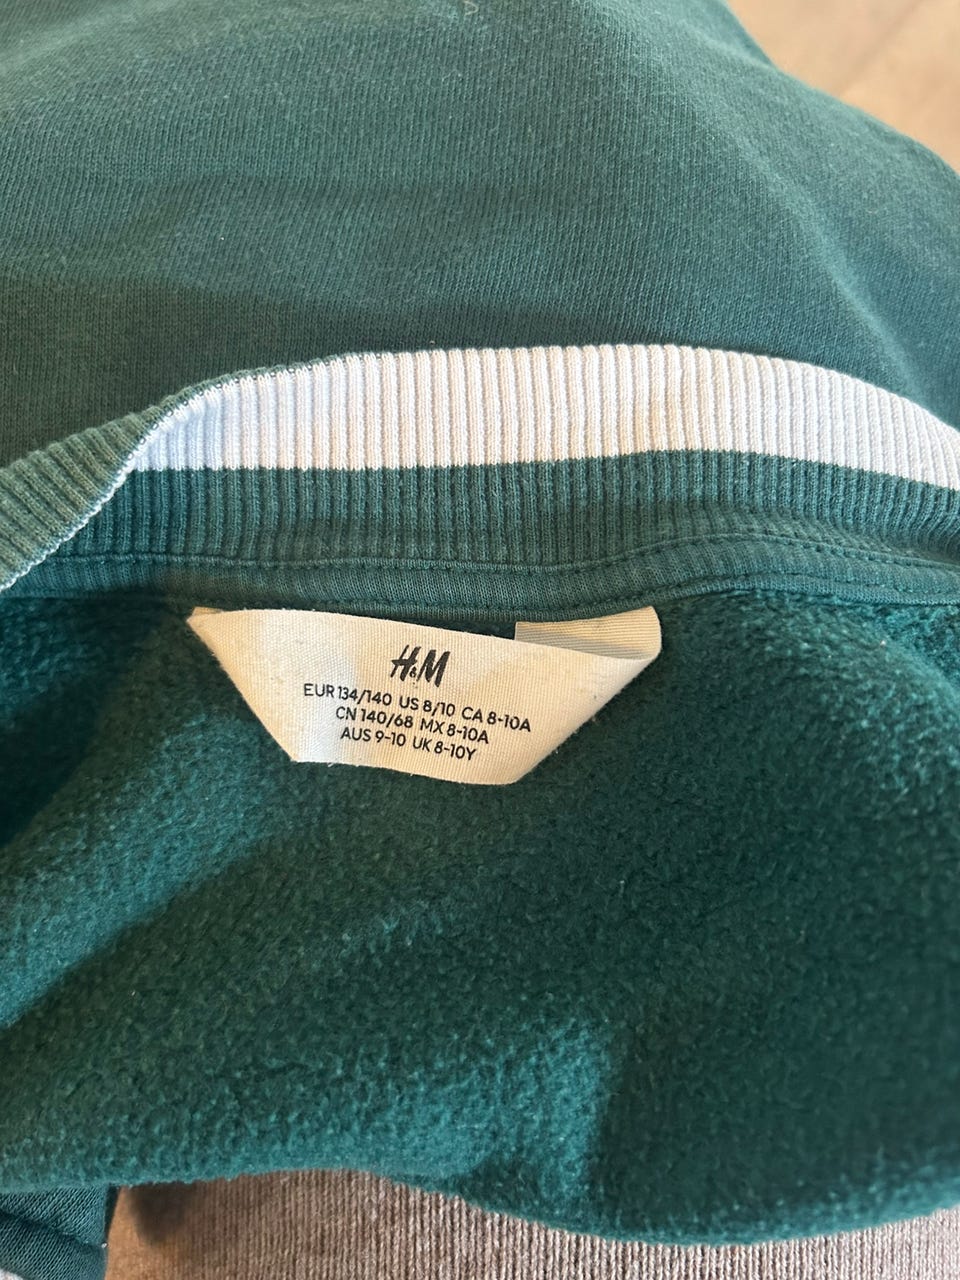 H&M
EUR 134/140 US 8/10 CA 8-10A
CN 140/68 MX 8-10A
AUS 9-10 UK 8-10Y